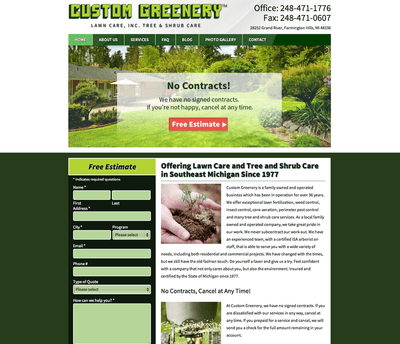 CUSTOM GREENERY™
LAWN CARE, INC. TREE & SHRUB CARE
Office: 248-471-1776
Fax: 248-471-0607
28252 Grand River, Farmington Hills, MI 48336
HOME
ABOUT US
SERVICES
FAQ
BLOG
PHOTO GALLERY
CONTACT
No Contracts!
We have no signed contracts.
If you're not happy, cancel at any time.
Free Estimate
Free Estimate
* indicates required questions
Name *
First Last
Address *
City * Program
Please select
Email *
Phone #
Type of Quote
Please select
How can we help you? *
Offering Lawn Care and Tree and Shrub Care
in Southeast Michigan Since 1977
Custom Greenery is a family owned and operated
business which has been in operation for over 36 years.
We offer exceptional lawn fertilization, weed control,
insect control, core aeration, perimeter pest control
and many tree and shrub care services. As a local family
owned and operated company, we take great pride in
our work. We never subcontract our work out. We have
an experienced team, with a certified ISA arborist on
staff, that is able to serve you with a wide variety of
needs, including both residential and commercial projects. We have changed with the times,
but we still have the old fashion touch. Do yourself a favor and give us a try. Feel confident
with a company that not only cares about you, but also the environment. Insured and
certified by the State of Michigan since 1977.
No Contracts, Cancel at Any Time!
At Custom Greenery, we have no signed contracts. If you
are dissatisfied with our services in any way, cancel at
any time. If you prepaid for a service and cancel, we will
send you a check for the full amount remaining in your
account.